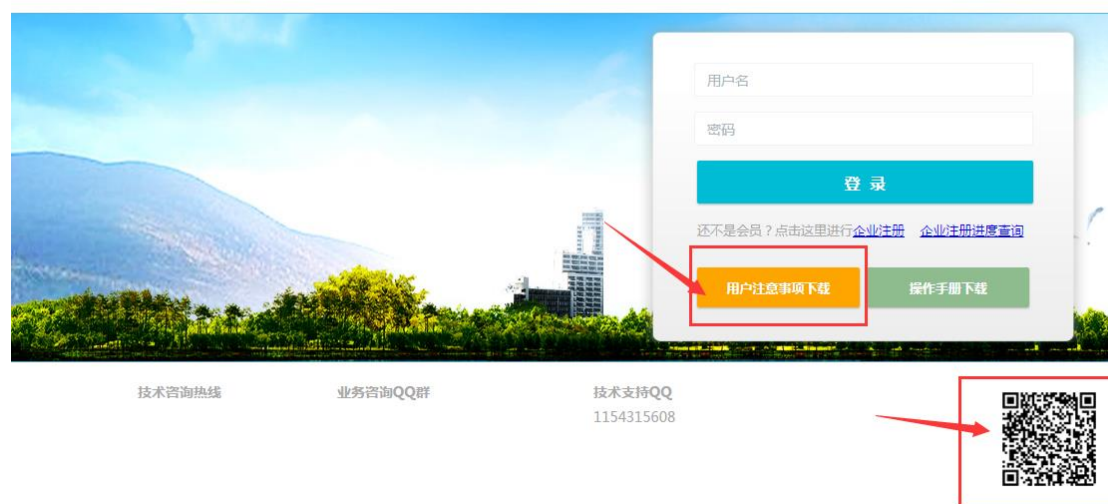 用户名
密码
登 录
还不是会员？点击这里进行企业注册 企业注册进度查询
用户注意事项下载 操作手册下载
技术咨询热线 业务咨询QQ群 技术支持QQ
1154315608